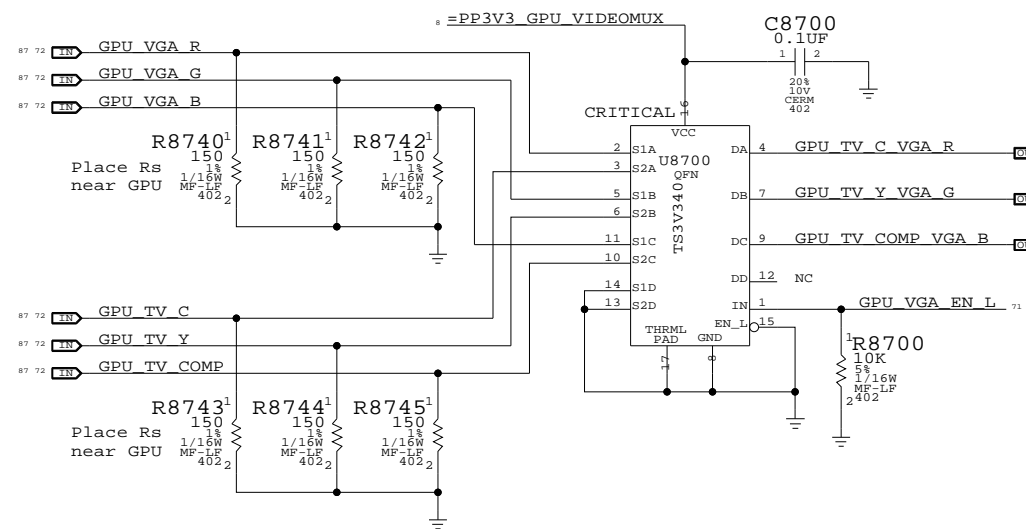 8 =PP3V3_GPU_VIDEOMUX
C8700
0.1UF
1 2
20%
10V
CERM
402
87 72 IN GPU_VGA_R
87 72 IN GPU_VGA_G
87 72 IN GPU_VGA_B
R8740 1
150
1%
1/16W
MF-LF
402 2
R8741 1
150
1%
1/16W
MF-LF
402 2
R8742 1
150
1%
1/16W
MF-LF
402 2
Place Rs
near GPU
CRITICAL
16
VCC
U8700
QFN
TS3V340
2 S1A
3 S2A
5 S1B
6 S2B
11 S1C
10 S2C
14 S1D
13 S2D
DA 4 GPU_TV_C_VGA_R
DB 7 GPU_TV_Y_VGA_G
DC 9 GPU_TV_COMP_VGA_B
DD 12 NC
IN 1 GPU_VGA_EN_L 71
EN_L 15
THRML
PAD
GND
17
8
1 R8700
10K
5%
1/16W
MF-LF
2 402
87 72 IN GPU_TV_C
87 72 IN GPU_TV_Y
87 72 IN GPU_TV_COMP
R8743 1
150
1%
1/16W
MF-LF
402 2
R8744 1
150
1%
1/16W
MF-LF
402 2
R8745 1
150
1%
1/16W
MF-LF
402 2
Place Rs
near GPU